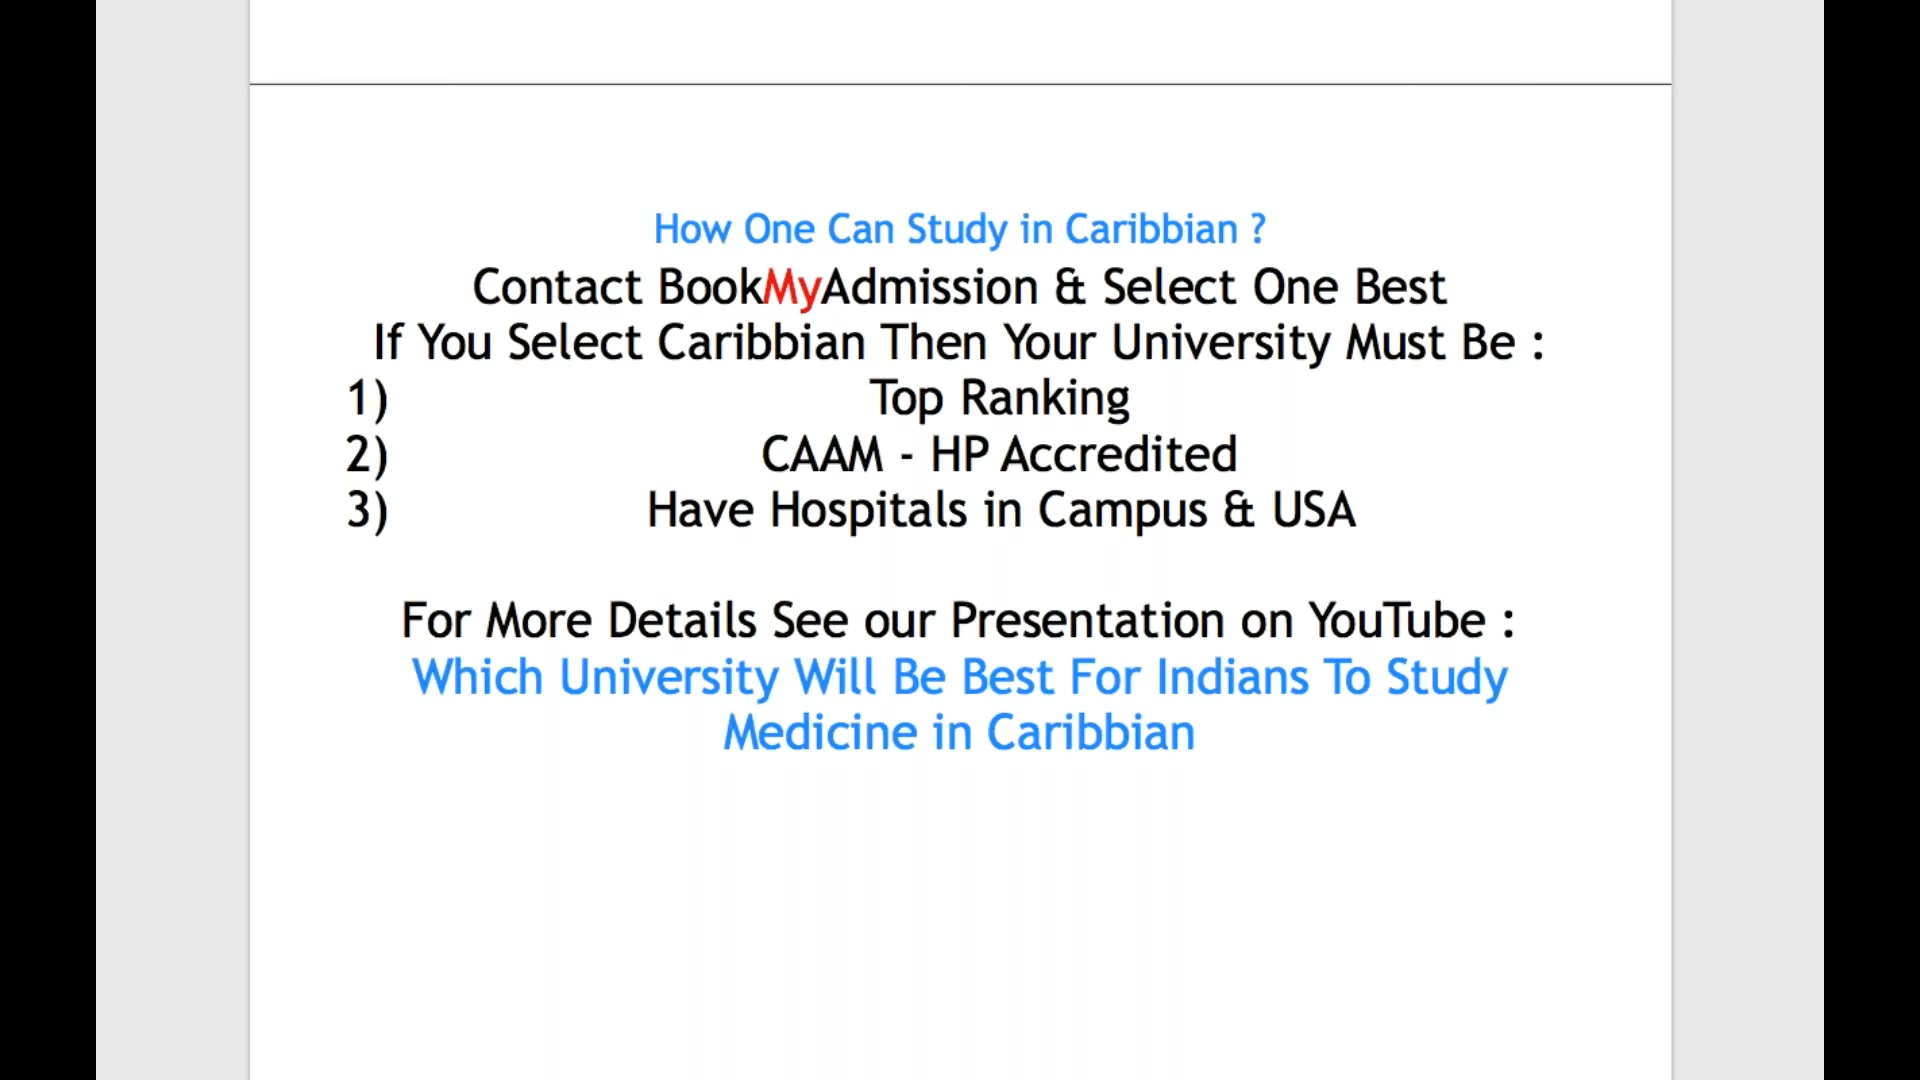 How One Can Study in Caribbian ?
Contact BookMyAdmission & Select One Best
If You Select Caribbian Then Your University Must Be :
1) Top Ranking
2) CAAM - HP Accredited
3) Have Hospitals in Campus & USA
For More Details See our Presentation on YouTube :
Which University Will Be Best For Indians To Study
Medicine in Caribbian